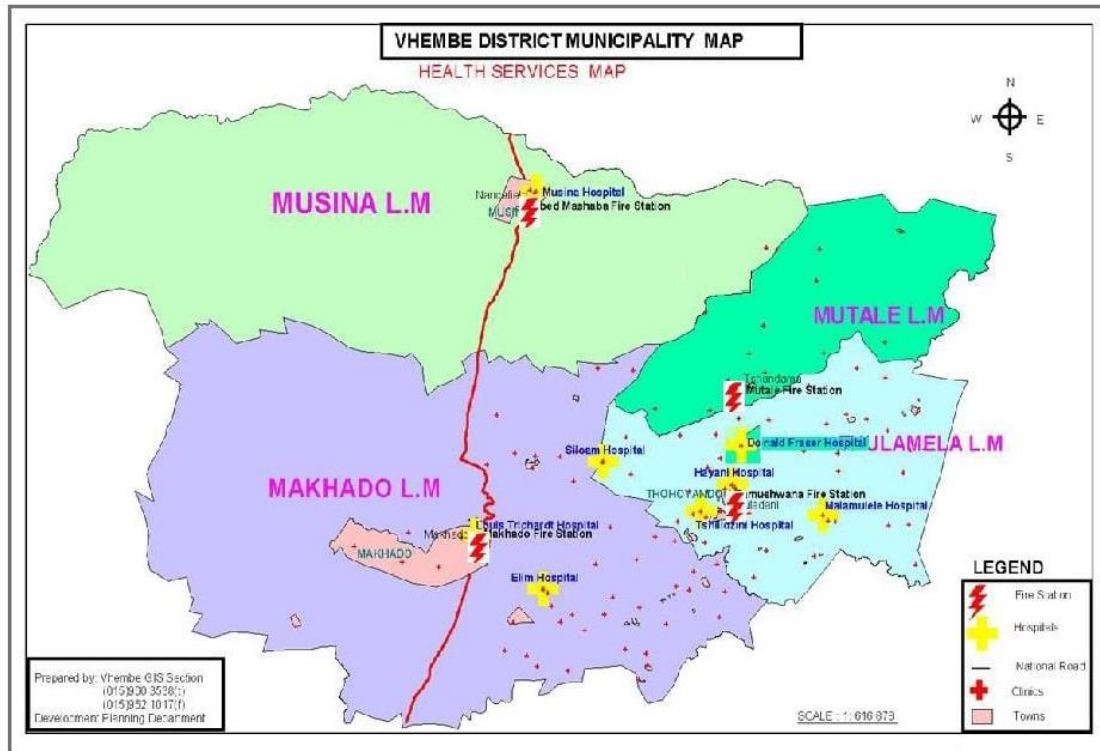 VHEMBE DISTRICT MUNICIPALITY MAP
HEALTH SERVICES MAP
N
W E
S
MUSINA L.M
Musina Hospital
Fire Station
MUTALE L.M
Mutale Fire Station
Donald Fraser Hospital
ULAMELA L.M
Siloam Hospital
Hayani Hospital
THOHOYANDO
mushwana Fire Station
Malamulele Hospital
Tshilidzini Hospital
MAKHADO L.M
Louis Trichardt Hospital
Makhado Fire Station
MAKHADO
Elim Hospital
LEGEND
Fire Station
Hospitals
National Road
Clinics
Towns
Prepared by: Vhembe GIS Section
Development Planning Department
SCALE : 1: 616 873